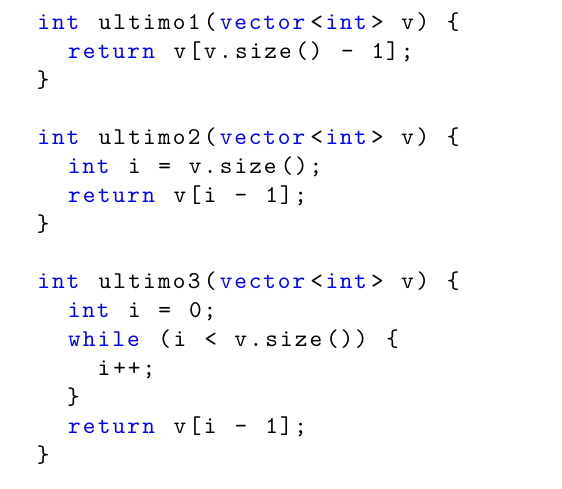 int ultimo1(vector<int> v) {
  return v[v.size() - 1];
}

int ultimo2(vector<int> v) {
  int i = v.size();
  return v[i - 1];
}

int ultimo3(vector<int> v) {
  int i = 0;
  while (i < v.size()) {
    i++;
  }
  return v[i - 1];
}